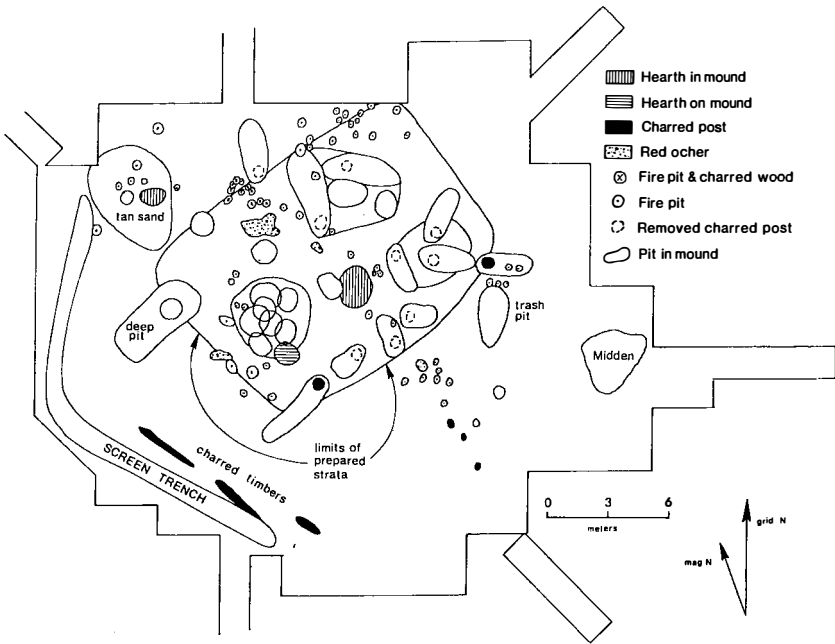 Hearth in mound
Hearth on mound
Charred post
Red ocher
Fire pit & charred wood
Fire pit
Removed charred post
Pit in mound
tan sand
deep
pit
trash
pit
Midden
limits of
prepared
strata
charred timbers
SCREEN TRENCH
0 3 6
meters
grid N
mag N